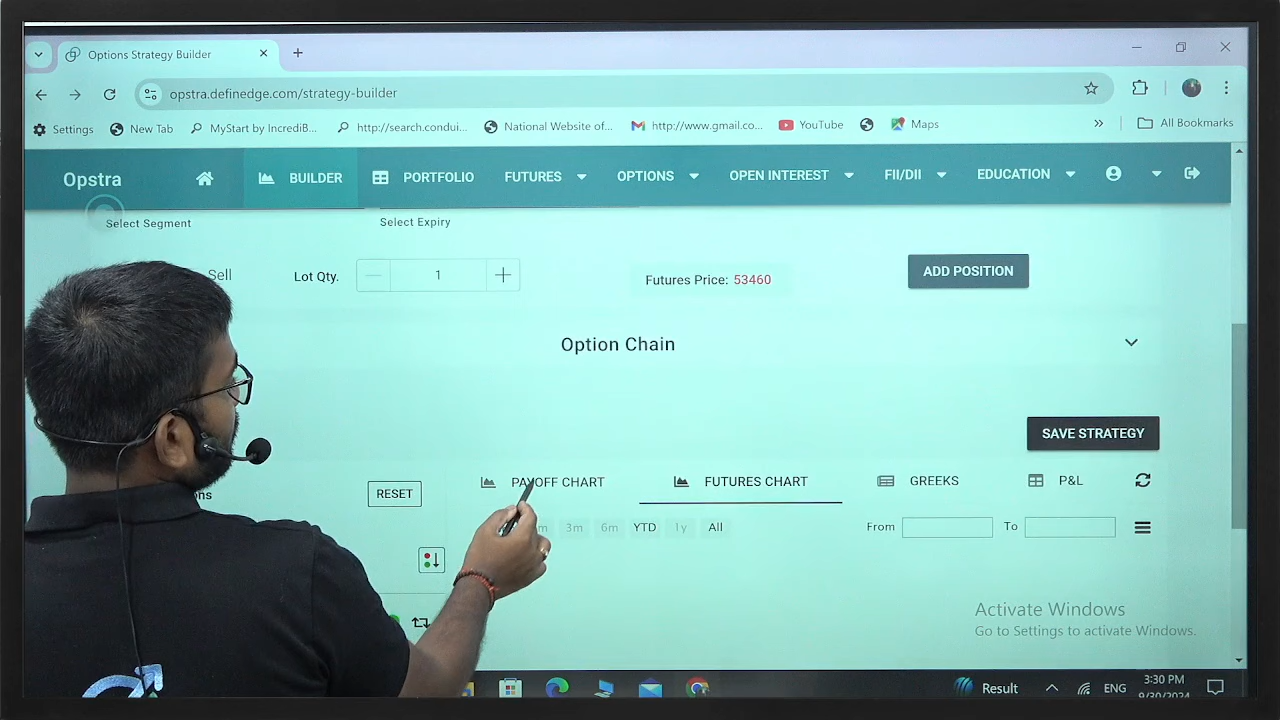 Options Strategy Builder
opstra.definedge.com/strategy-builder
Settings New Tab MyStart by IncrediB... http://search.condui... National Website of... http://www.gmail.co... YouTube Maps » All Bookmarks
Opstra BUILDER PORTFOLIO FUTURES OPTIONS OPEN INTEREST FII/DII EDUCATION
Select Segment Select Expiry
Sell Lot Qty. 1 Futures Price: 53460 ADD POSITION
Option Chain
SAVE STRATEGY
RESET PAYOFF CHART FUTURES CHART GREEKS P&L
3m 6m YTD 1y All From To
Activate Windows
Go to Settings to activate Windows.
Result ENG 3:30 PM
9/30/2024